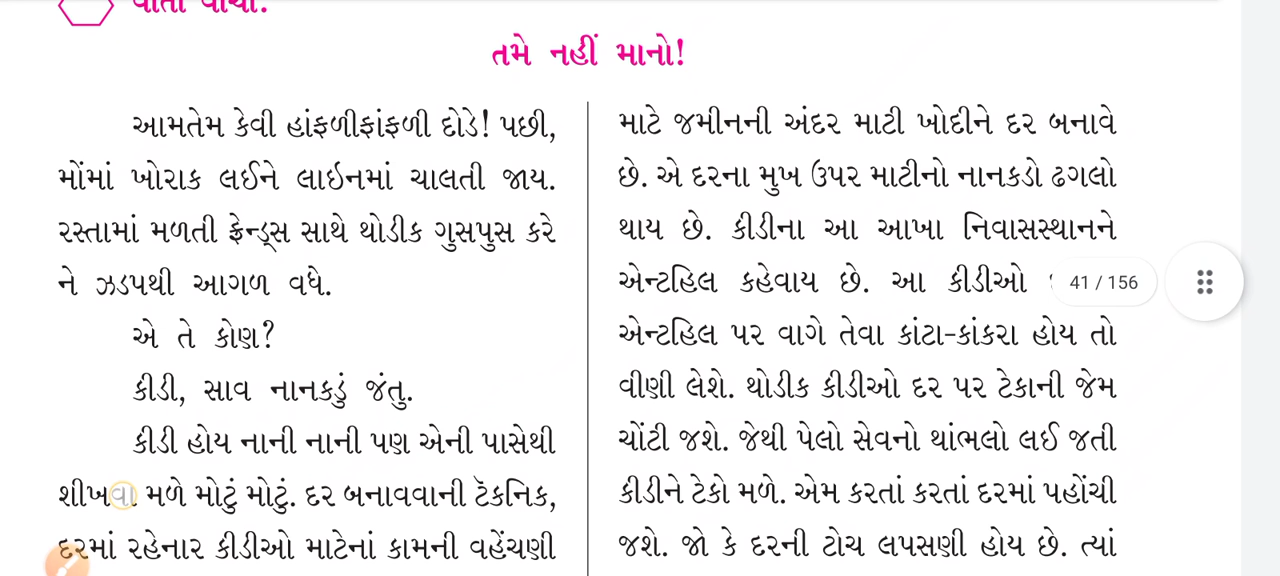 વાર્તા વાંચો.
તમે નહીં માનો!
આમતેમ કેવી હાંફળીફાંફળી દોડે! પછી,
મોંમાં ખોરાક લઈને લાઇનમાં ચાલતી જાય.
રસ્તામાં મળતી ફ્રેન્ડ્સ સાથે થોડીક ગુસપુસ કરે
ને ઝડપથી આગળ વધે.
એ તે કોણ?
કીડી, સાવ નાનકડું જંતુ.
કીડી હોય નાની નાની પણ એની પાસેથી
શીખવા મળે મોટું મોટું. દર બનાવવાની ટૅકનિક,
દરમાં રહેનાર કીડીઓ માટેનાં કામની વહેંચણી
માટે જમીનની અંદર માટી ખોદીને દર બનાવે
છે. એ દરના મુખ ઉપર માટીનો નાનકડો ઢગલો
થાય છે. કીડીના આ આખા નિવાસસ્થાનને
એન્ટહિલ કહેવાય છે. આ કીડીઓ
એન્ટહિલ પર વાગે તેવા કાંટા-કાંકરા હોય તો
વીણી લેશે. થોડીક કીડીઓ દર પર ટેકાની જેમ
ચોંટી જશે. જેથી પેલો સેવનો થાંભલો લઈ જતી
કીડીને ટેકો મળે. એમ કરતાં કરતાં દરમાં પહોંચી
જશે. જો કે દરની ટોચ લપસણી હોય છે. ત્યાં
41 / 156